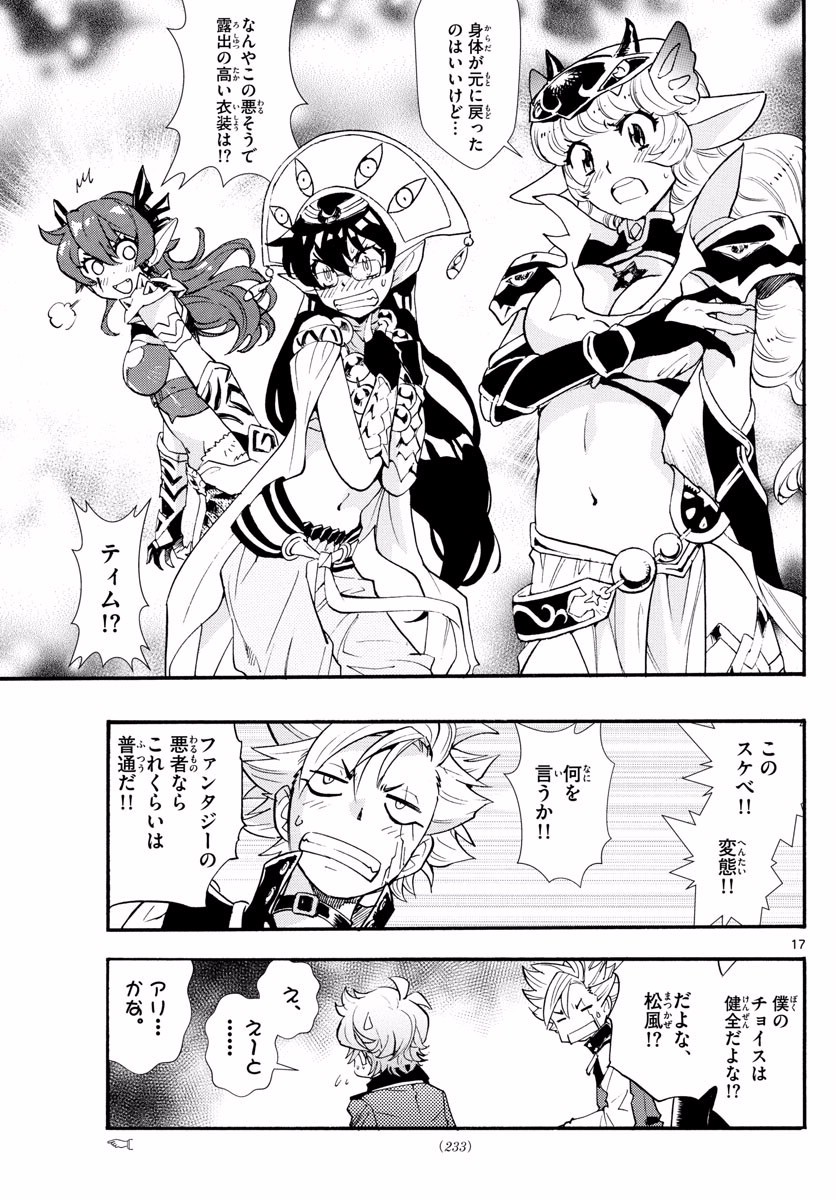 身体が元に戻った
のはいいけど…
なんやこの悪そうで
露出の高い衣装は!?
ティム!?
この
スケベ!!
変態!!
何を
言うか!!
ファンタジーの
悪者なら
これくらいは
普通だ!!
17
僕の
チョイスは
健全だよな!?
だよな、
松風!?
え、
えーと
……
アリ…
かな。
(233)